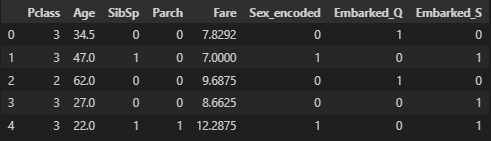 Pclass Age SibSp Parch Fare Sex_encoded Embarked_Q Embarked_S
0 3 34.5 0 0 7.8292 0 1 0
1 3 47.0 1 0 7.0000 1 0 1
2 2 62.0 0 0 9.6875 0 1 0
3 3 27.0 0 0 8.6625 0 0 1
4 3 22.0 1 1 12.2875 1 0 1